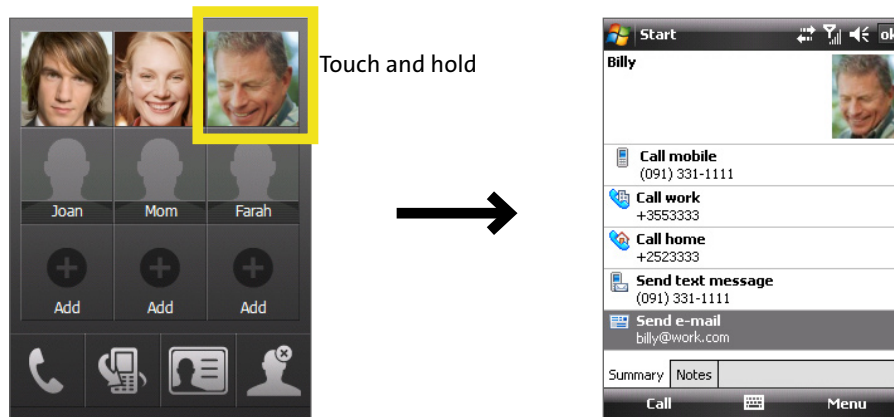 Touch and hold
Joan Mom Farah
Add Add Add
Start
Billy
Call mobile
(091) 331-1111
Call work
+3553333
Call home
+2523333
Send text message
(091) 331-1111
Send e-mail
billy@work.com
Summary Notes
Call Menu